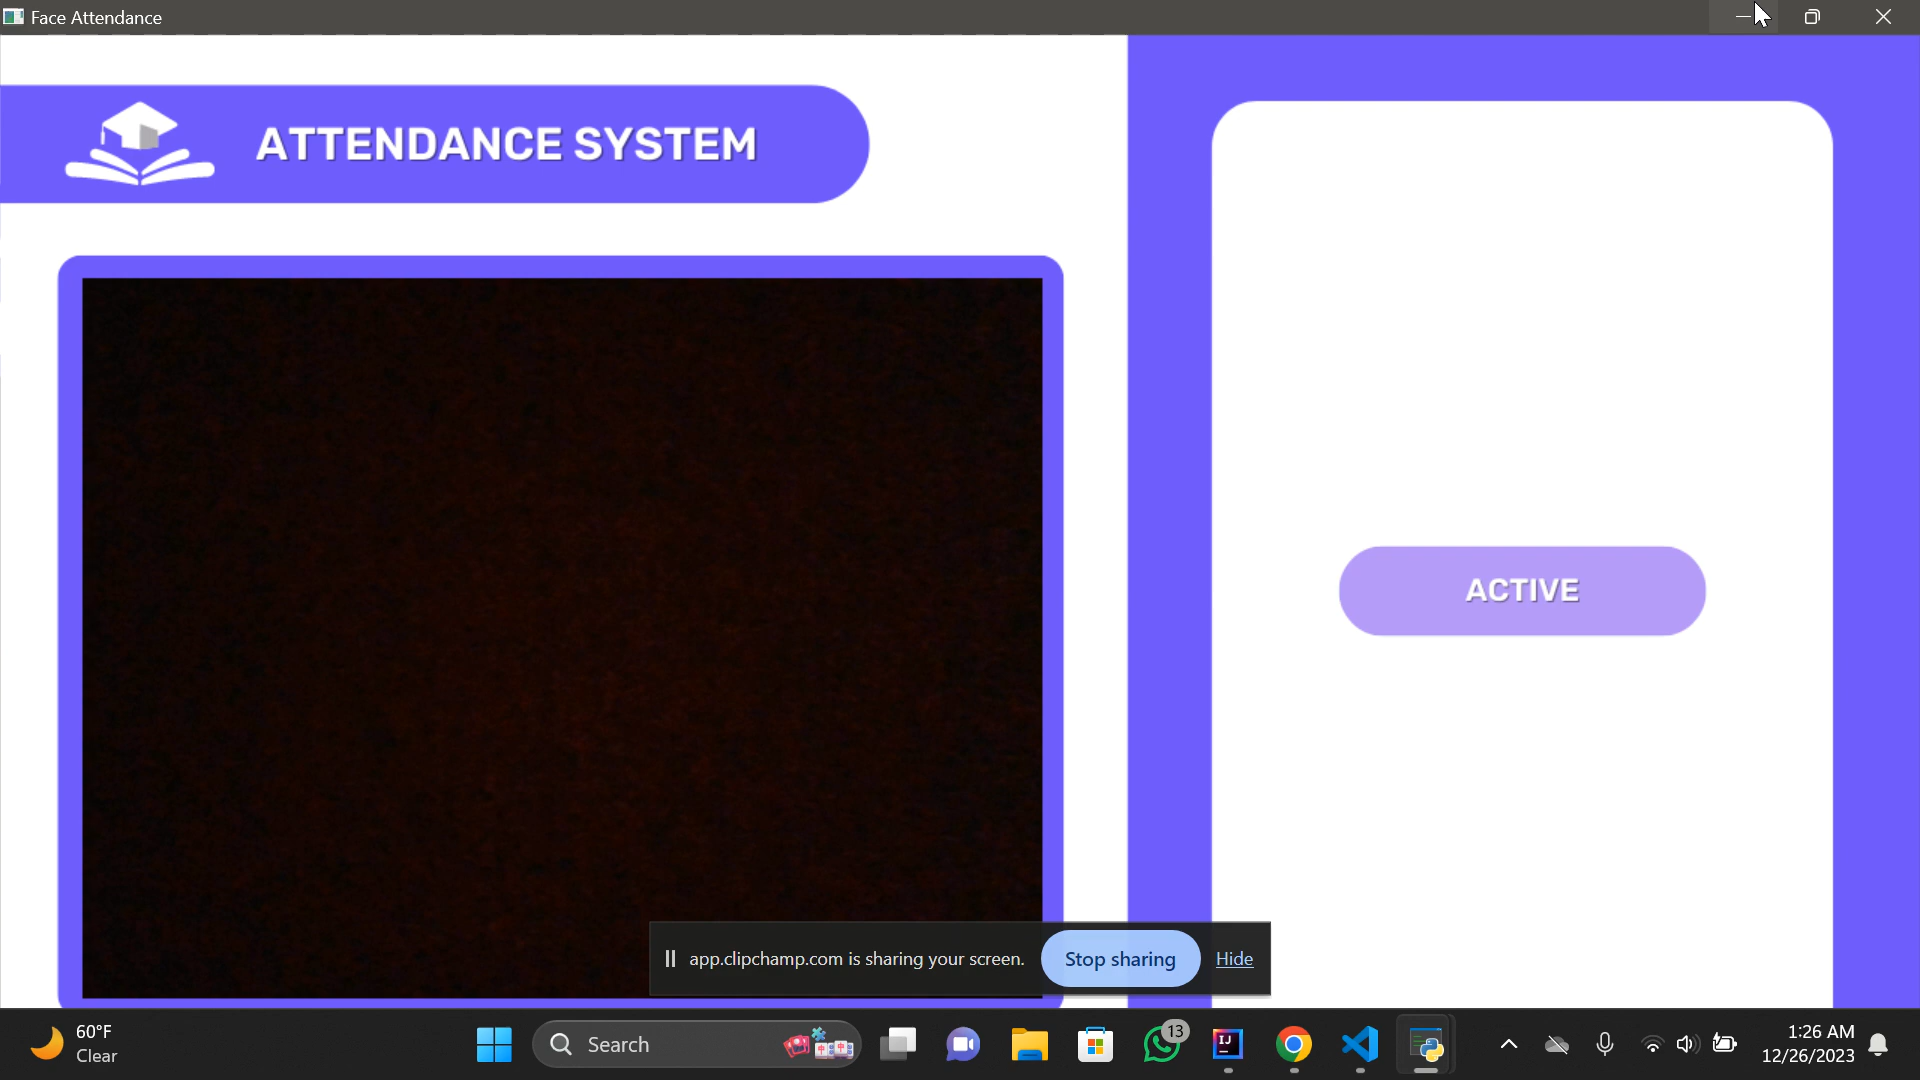 Face Attendance
ATTENDANCE SYSTEM
ACTIVE
app.clipchamp.com is sharing your screen.
Stop sharing
Hide
60°F
Clear
Search
13
IJ
1:26 AM
12/26/2023